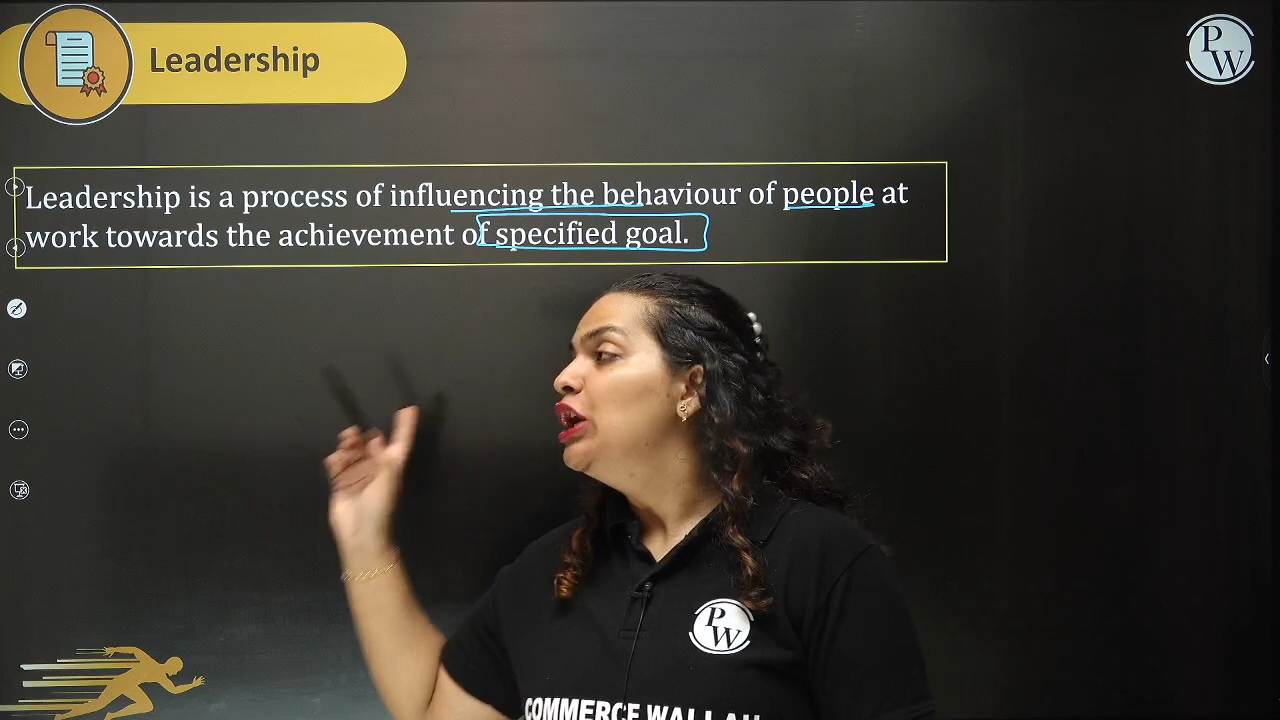 Leadership
PW
Leadership is a process of influencing the behaviour of people at
work towards the achievement of specified goal.
PW
COMMERCE WALLAH